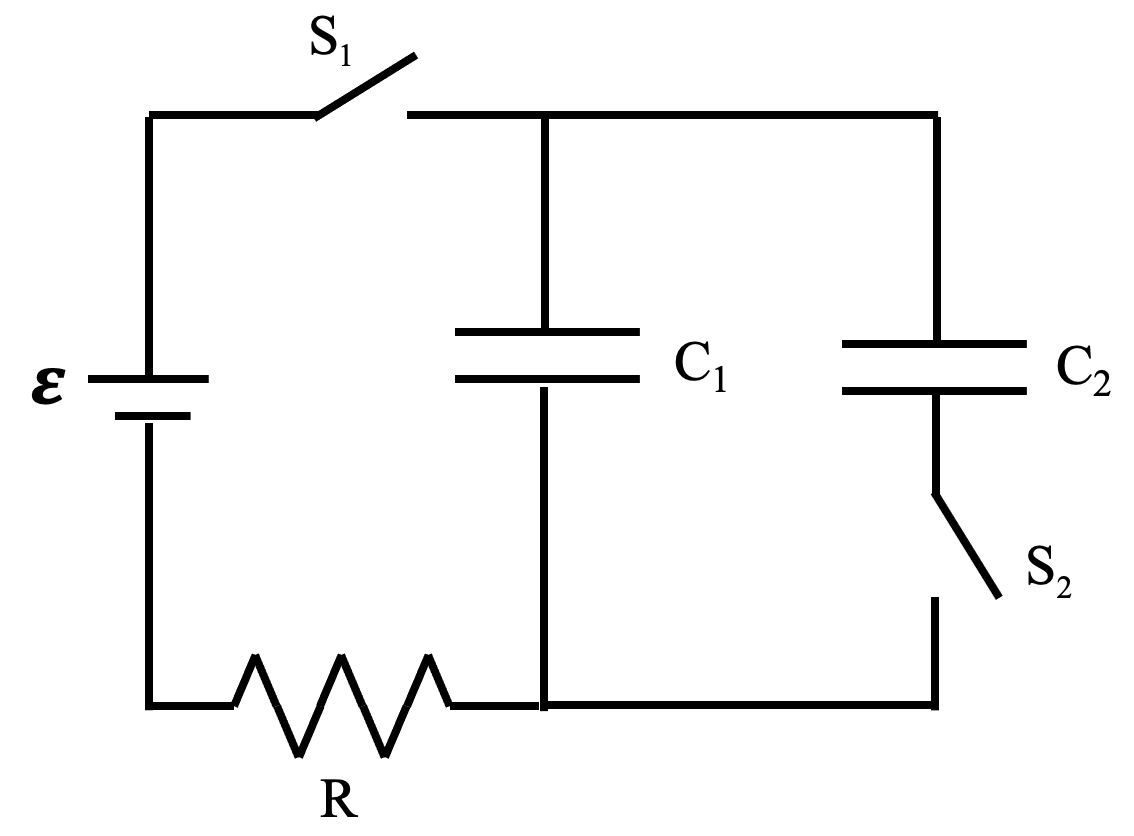 S₁
ε
C₁
C₂
S₂
R